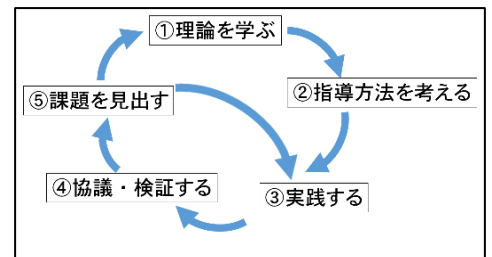 ①理論を学ぶ
②指導方法を考える
③実践する
④協議・検証する
⑤課題を見出す